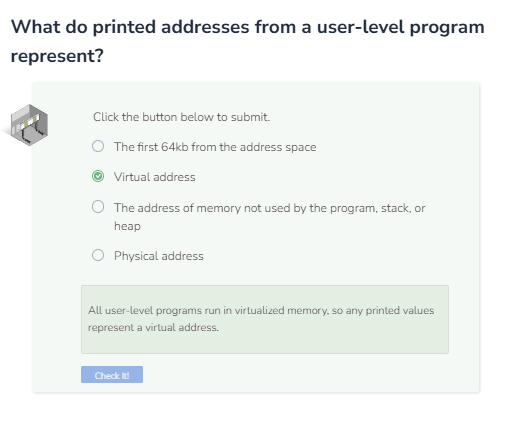 What do printed addresses from a user-level program
represent?
Click the button below to submit.
The first 64kb from the address space
Virtual address
The address of memory not used by the program, stack, or
heap
Physical address
All user-level programs run in virtualized memory, so any printed values
represent a virtual address.
Check It!